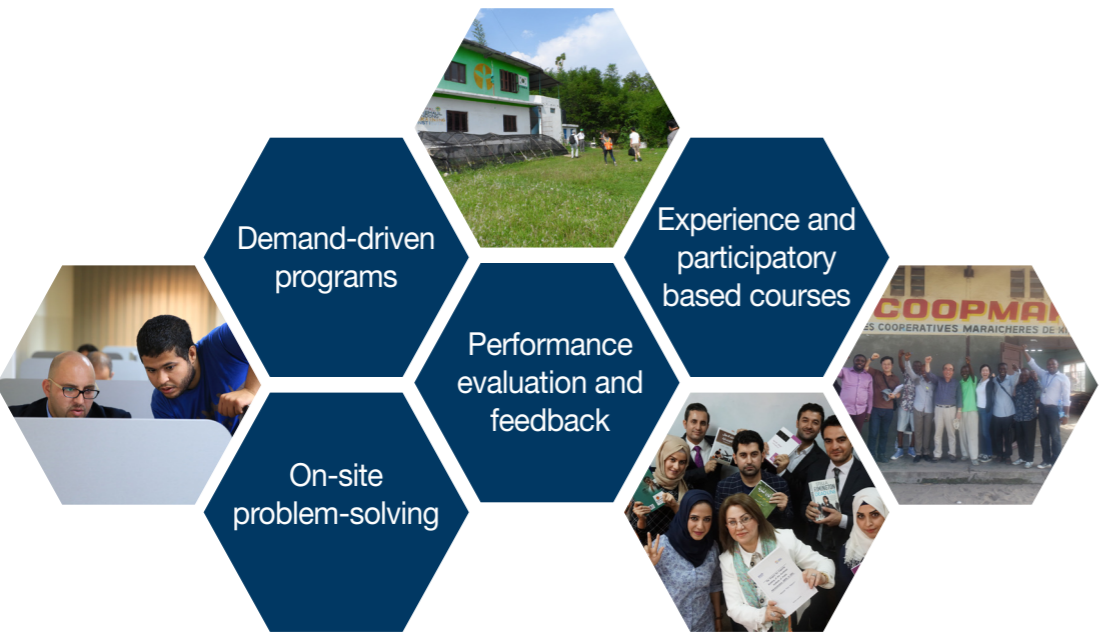 Demand-driven
programs
Experience and
participatory
based courses
Performance
evaluation and
feedback
On-site
problem-solving
COOPMA
ES COOPERATIVES MARAICHERES DE